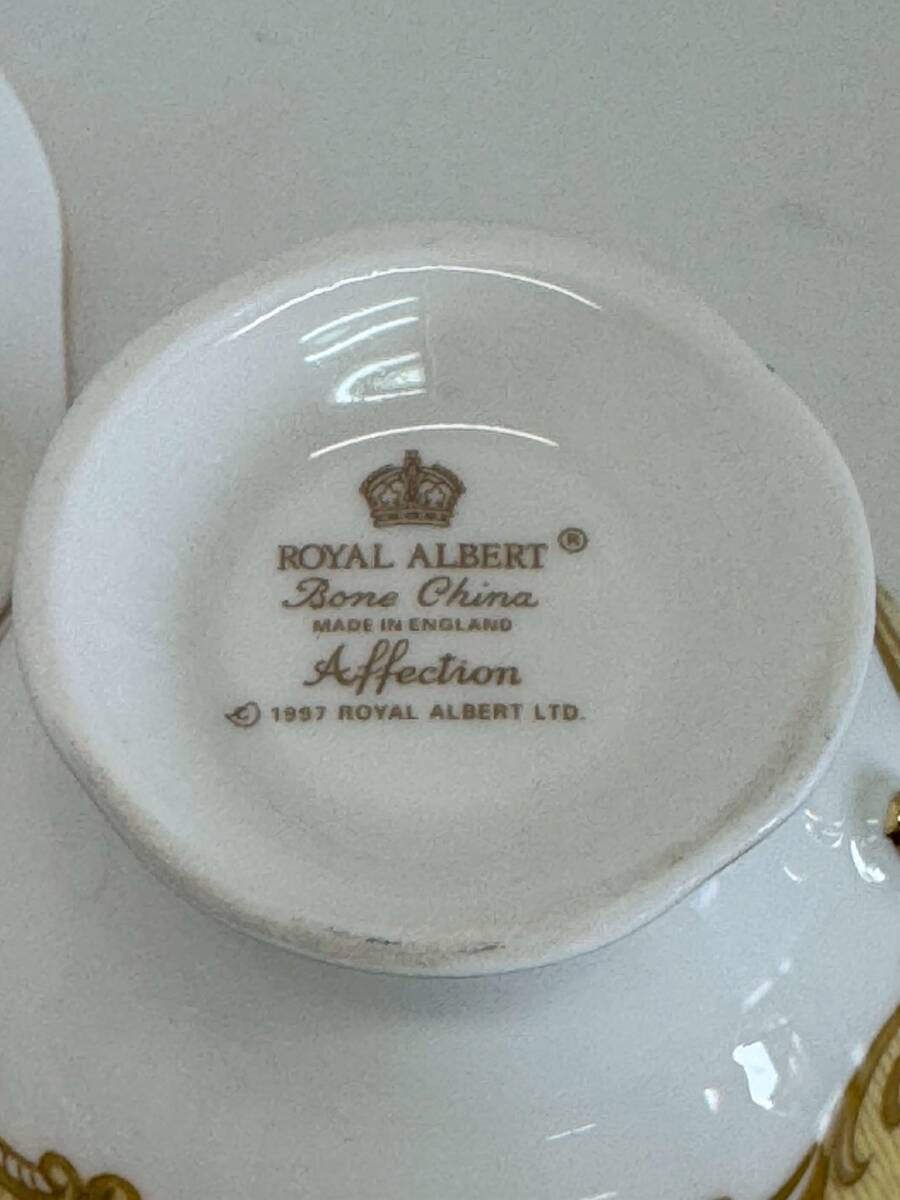 ROYAL ALBERT ®
Bone China
MADE IN ENGLAND
Affection
© 1997 ROYAL ALBERT LTD.